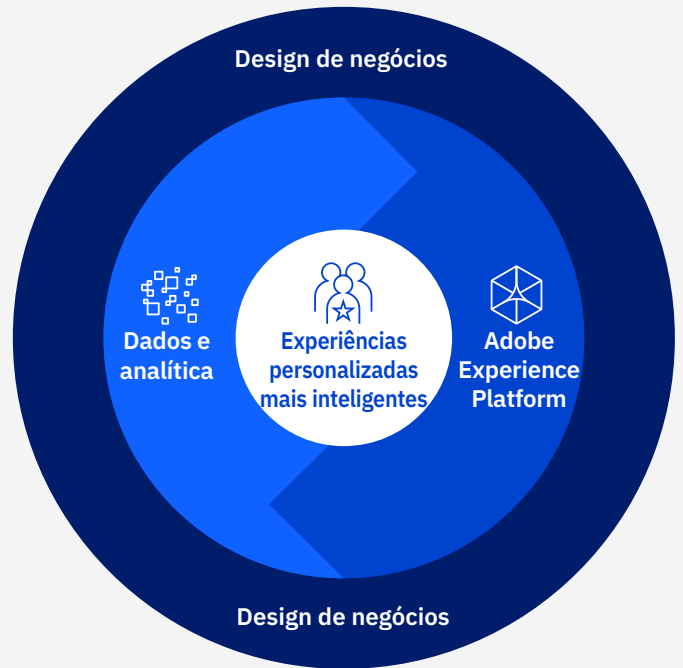 Design de negócios
Dados e
analítica
Experiências
personalizadas
mais inteligentes
Adobe
Experience
Platform
Design de negócios